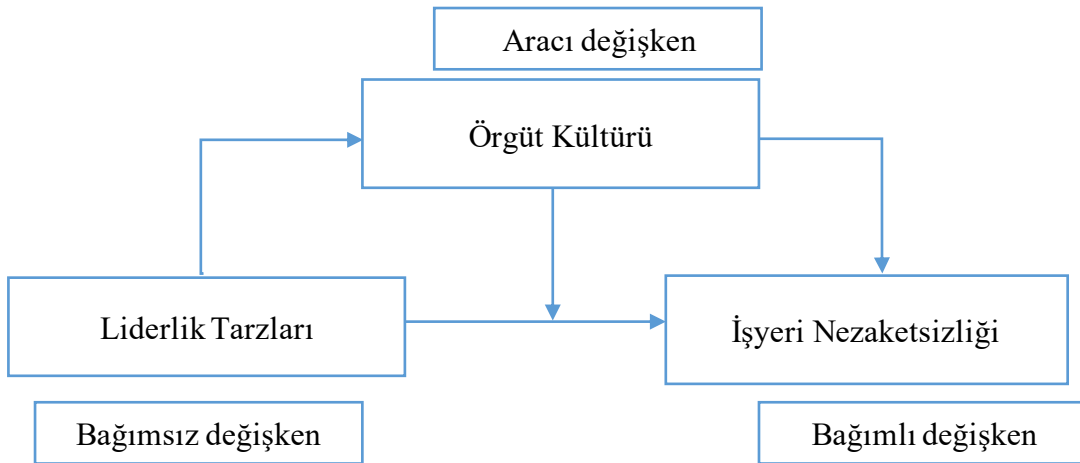 Aracı değişken
Örgüt Kültürü
Liderlik Tarzları
İşyeri Nezaketsizliği
Bağımsız değişken
Bağımlı değişken